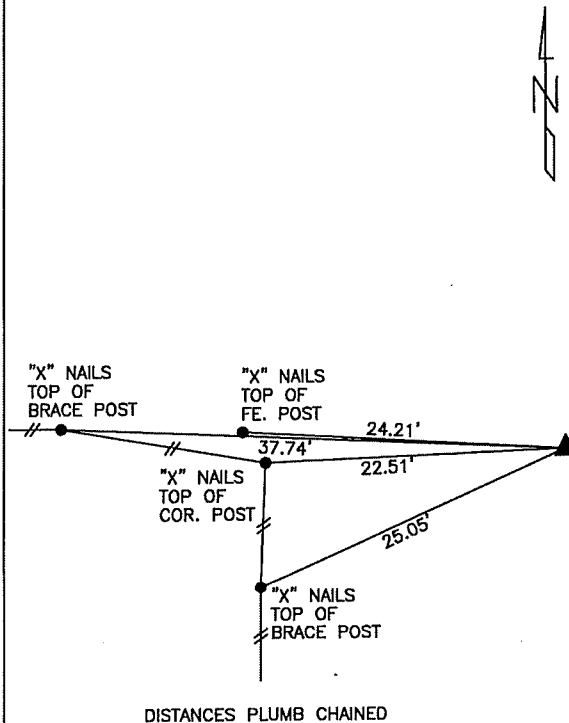 N
"X" NAILS
TOP OF
BRACE POST
"X" NAILS
TOP OF
FE. POST
24.21'
37.74'
22.51'
"X" NAILS
TOP OF
COR. POST
25.05'
"X" NAILS
TOP OF
BRACE POST
DISTANCES PLUMB CHAINED